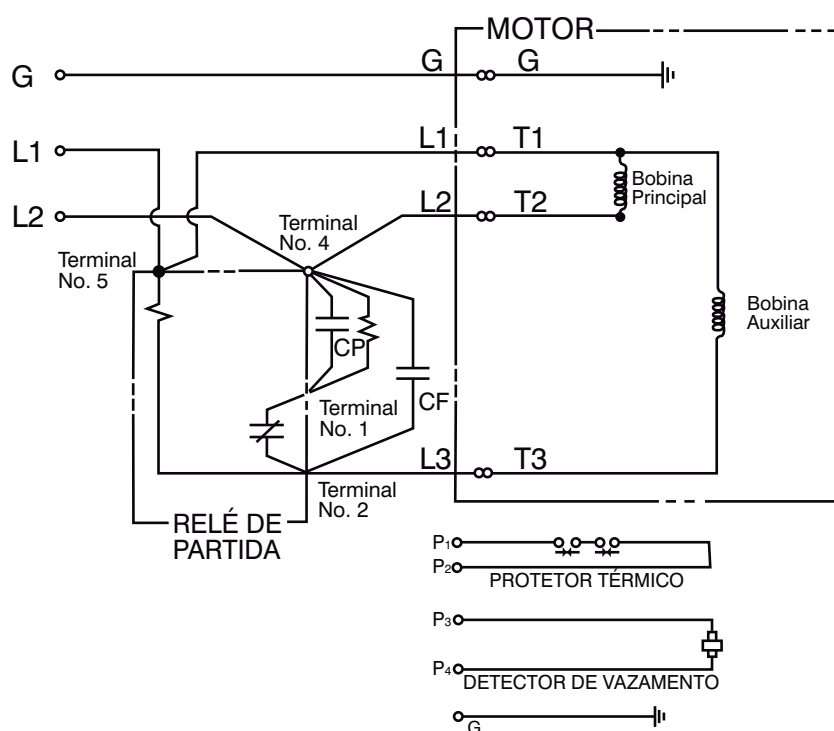 MOTOR
G
G
G
L1
L1
T1
Bobina
Principal
L2
L2
T2
Terminal
No. 4
Terminal
No. 5
Bobina
Auxiliar
CP
CF
Terminal
No. 1
L3
T3
Terminal
No. 2
RELÉ DE
PARTIDA
P1
P2
PROTETOR TÉRMICO
P3
P4
DETECTOR DE VAZAMENTO
G